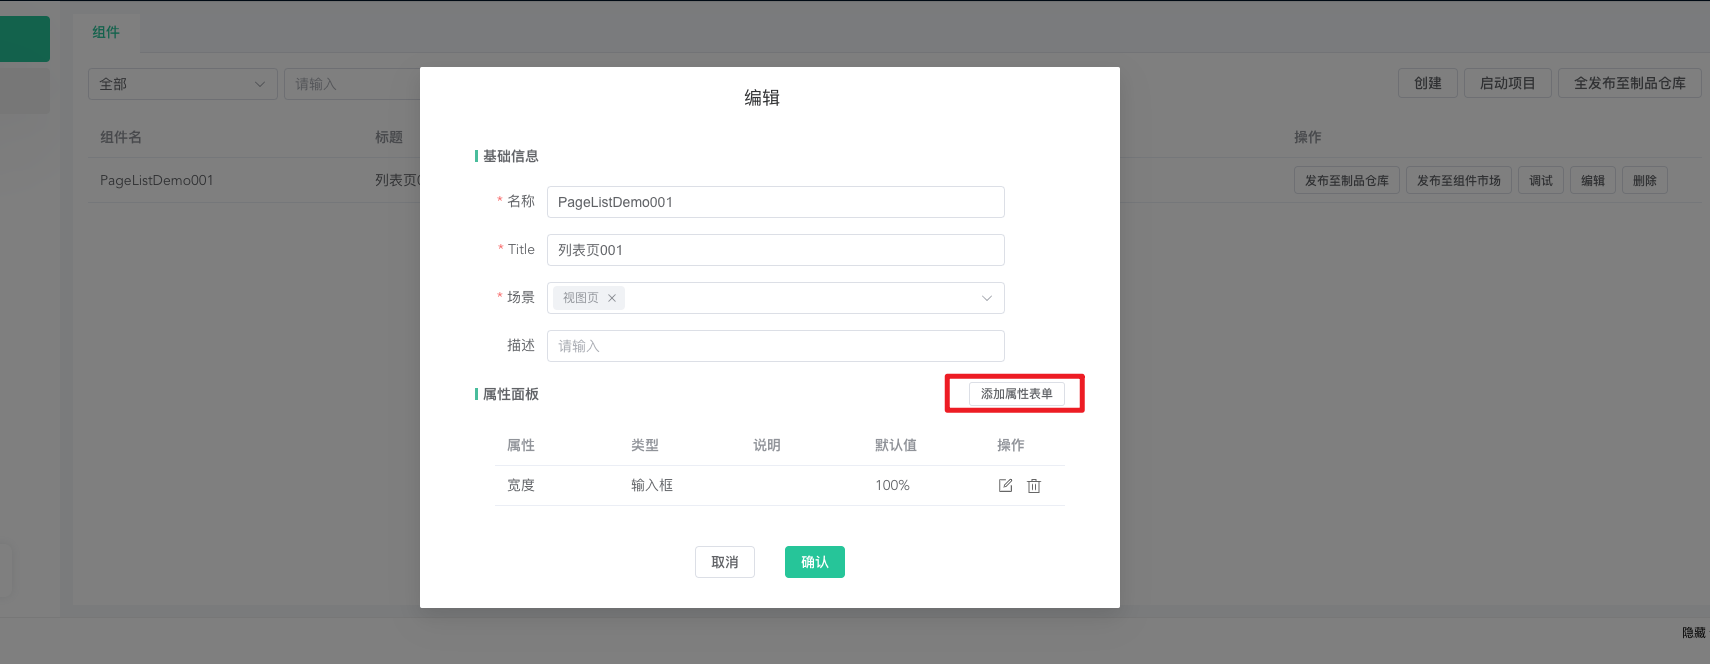 组件
全部
请输入
创建
启动项目
全发布至制品仓库
组件名
标题
操作
PageListDemo001
列表页0
发布至制品仓库
发布至组件市场
调试
编辑
删除
编辑
基础信息
* 名称 PageListDemo001
* Title 列表页001
* 场景 视图页
描述 请输入
属性面板
添加属性表单
属性 类型 说明 默认值 操作
宽度 输入框 100%
取消
确认
隐藏